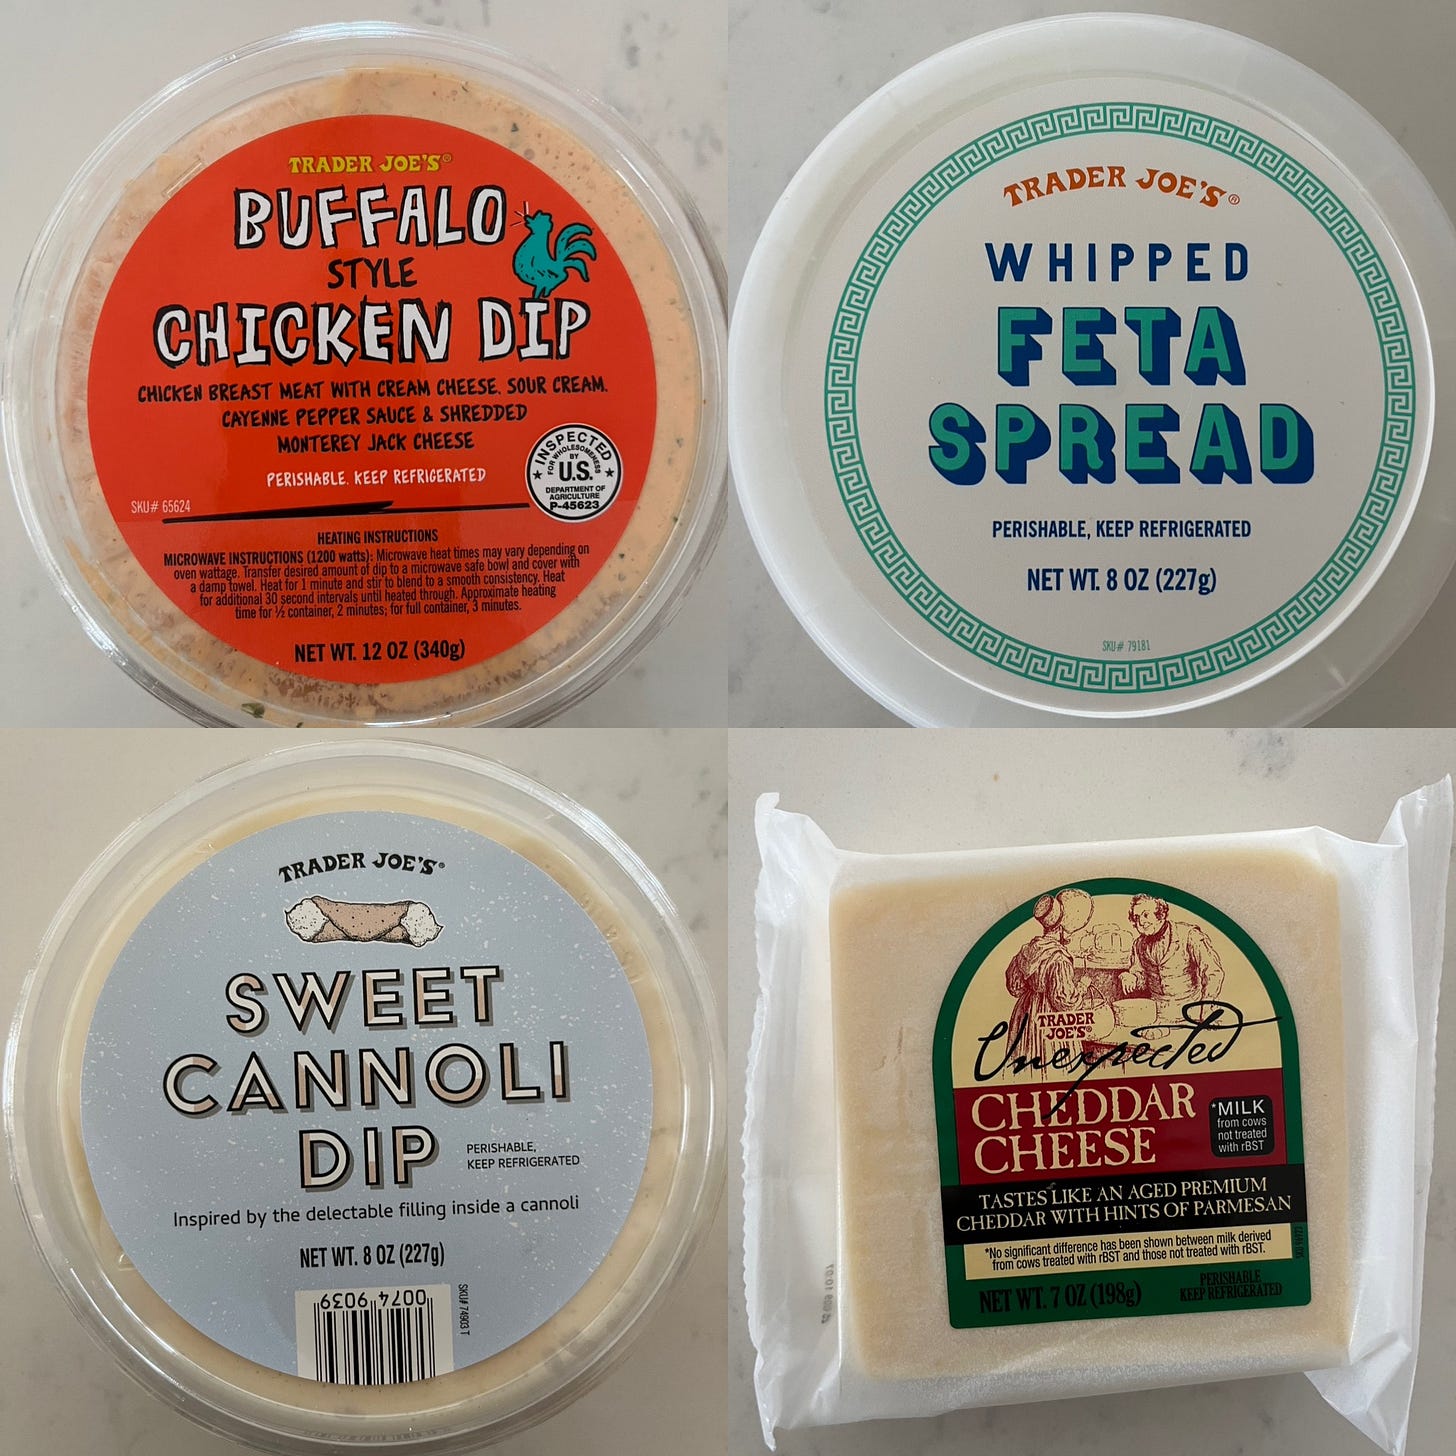 TRADER JOE'S®
BUFFALO
STYLE
CHICKEN DIP
CHICKEN BREAST MEAT WITH CREAM CHEESE, SOUR CREAM,
CAYENNE PEPPER SAUCE & SHREDDED
MONTEREY JACK CHEESE
PERISHABLE. KEEP REFRIGERATED
INSPECTED
FOR WHOLESOMENESS
BY
U.S.
DEPARTMENT OF
AGRICULTURE
P-45623
SKU# 65624
HEATING INSTRUCTIONS
MICROWAVE INSTRUCTIONS (1200 watts): Microwave heat times may vary depending on
oven wattage. Transfer desired amount of dip to a microwave safe bowl and cover with
a damp towel. Heat for 1 minute and stir to blend to a smooth consistency. Heat
for additional 30 second intervals until heated through. Approximate heating
time for ½ container, 2 minutes; for full container, 3 minutes.
NET WT. 12 OZ (340g)
TRADER JOE'S®
WHIPPED
FETA
SPREAD
PERISHABLE, KEEP REFRIGERATED
NET WT. 8 OZ (227g)
SKU# 79181
TRADER JOE'S®
SWEET
CANNOLI
DIP
PERISHABLE,
KEEP REFRIGERATED
Inspired by the delectable filling inside a cannoli
NET WT. 8 OZ (227g)
0074 9039
SKU# 74903 T
TRADER
JOE'S®
Unexpected
CHEDDAR
CHEESE
*MILK
from cows
not treated
with rBST
TASTES LIKE AN AGED PREMIUM
CHEDDAR WITH HINTS OF PARMESAN
*No significant difference has been shown between milk derived
from cows treated with rBST and those not treated with rBST.
NET WT. 7 OZ (198g)
PERISHABLE
KEEP REFRIGERATED